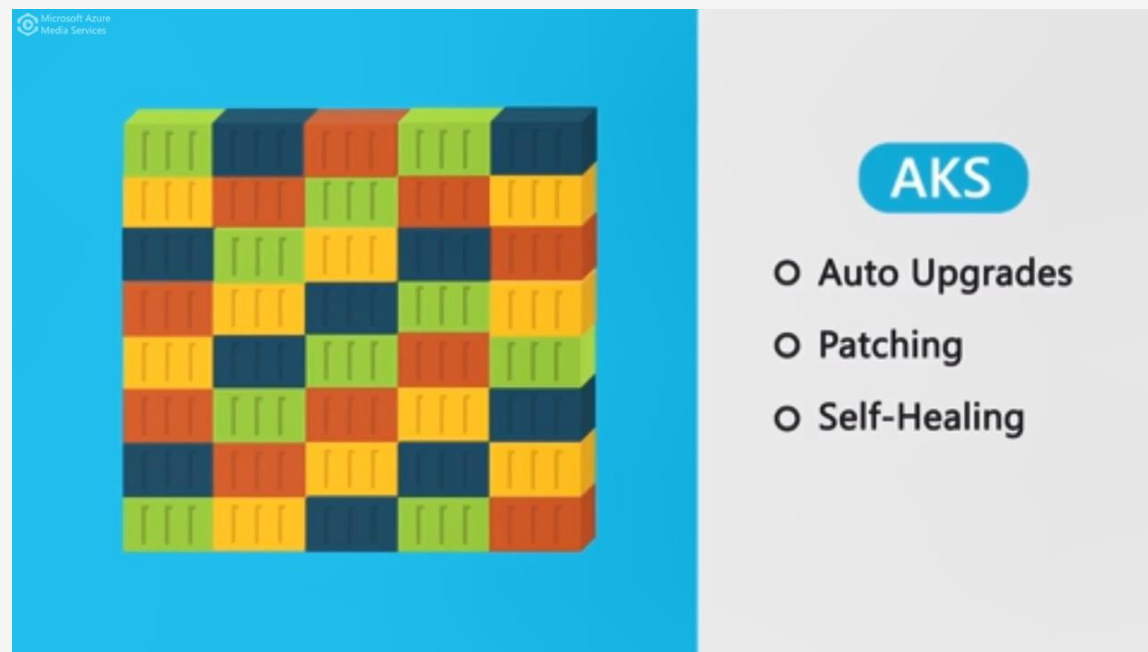 Microsoft Azure
Media Services
AKS
Auto Upgrades
Patching
Self-Healing